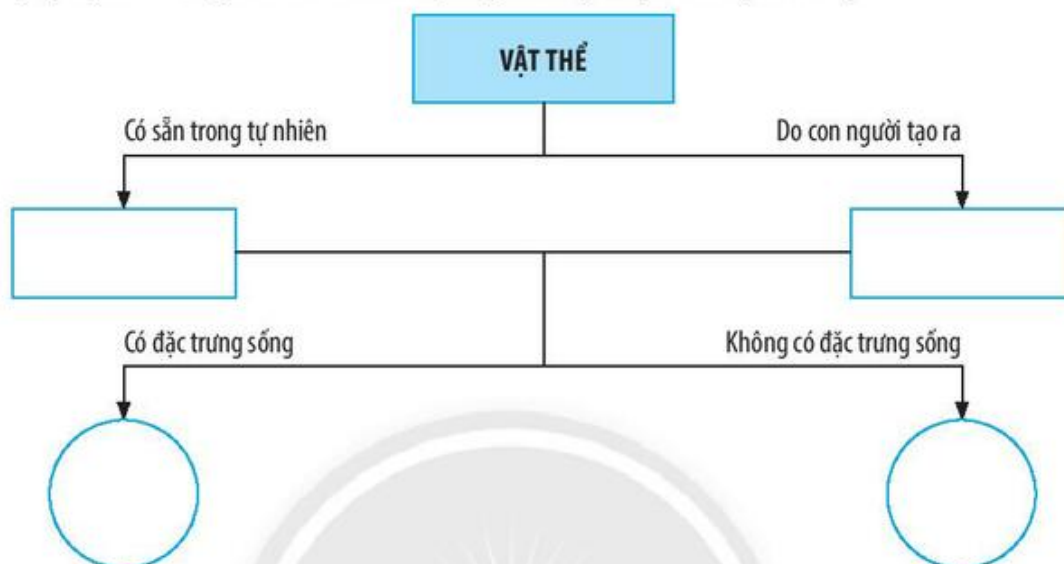 VẬT THỂ
Có sẵn trong tự nhiên
Do con người tạo ra
Có đặc trưng sống
Không có đặc trưng sống